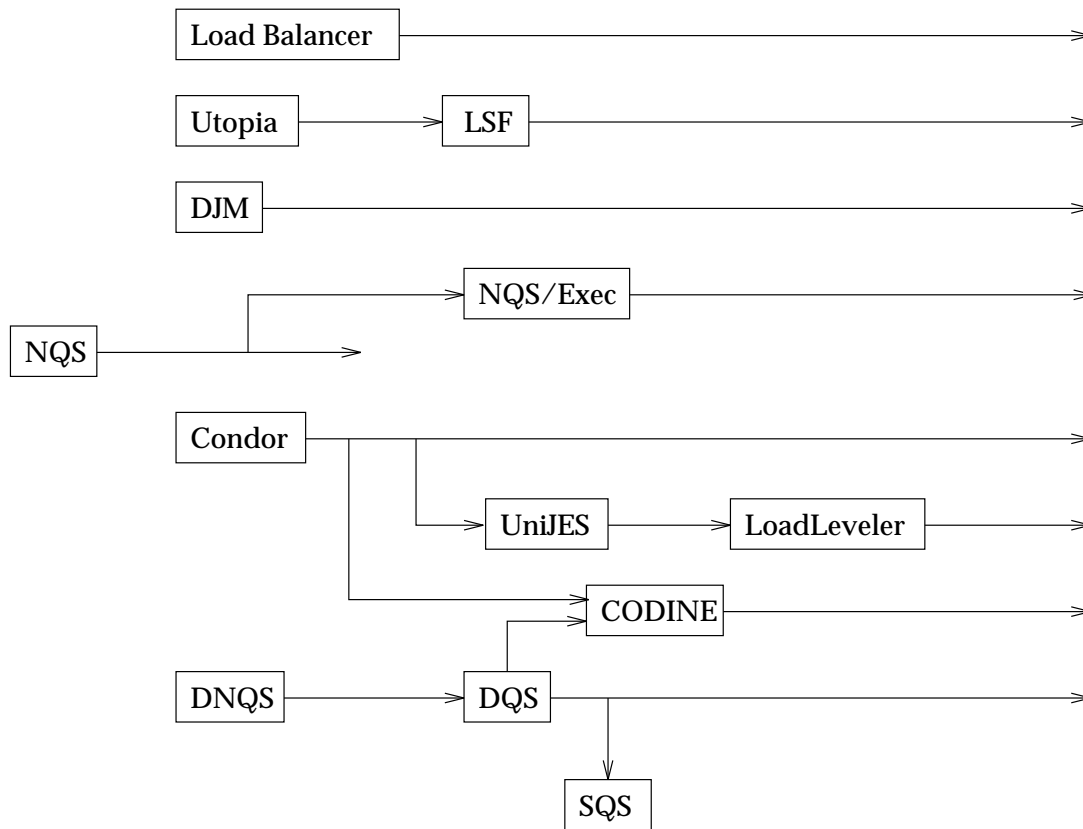 Load Balancer
Utopia
LSF
DJM
NQS/Exec
NQS
Condor
UniJES
LoadLeveler
CODINE
DNQS
DQS
SQS